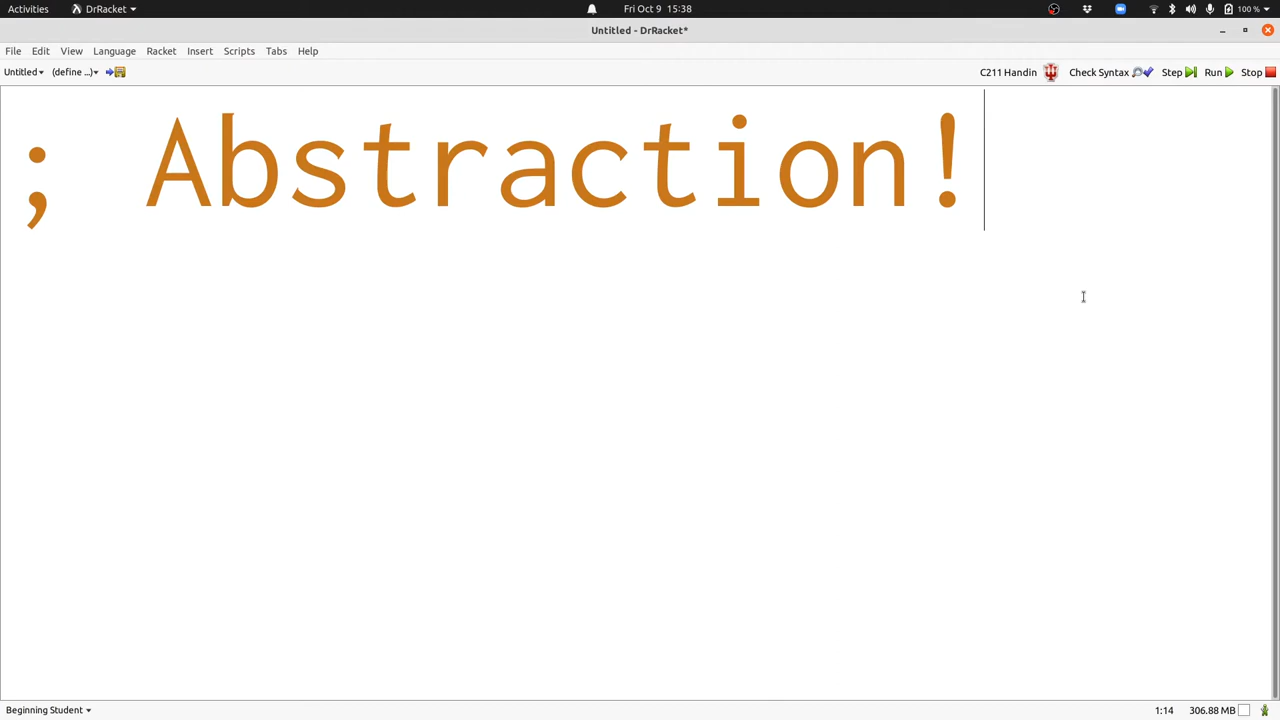 Activities DrRacket Fri Oct 9 15:38 100 %
Untitled - DrRacket*
File Edit View Language Racket Insert Scripts Tabs Help
Untitled (define ...) C211 Handin Check Syntax Step Run Stop
; Abstraction!
Beginning Student 1:14 306.88 MB